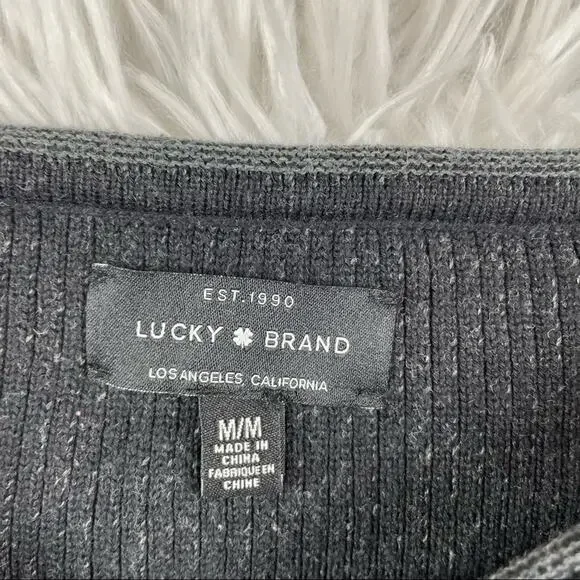 EST. 1990
LUCKY BRAND
LOS ANGELES, CALIFORNIA
M/M
MADE IN
CHINA
FABRIQUE EN
CHINE